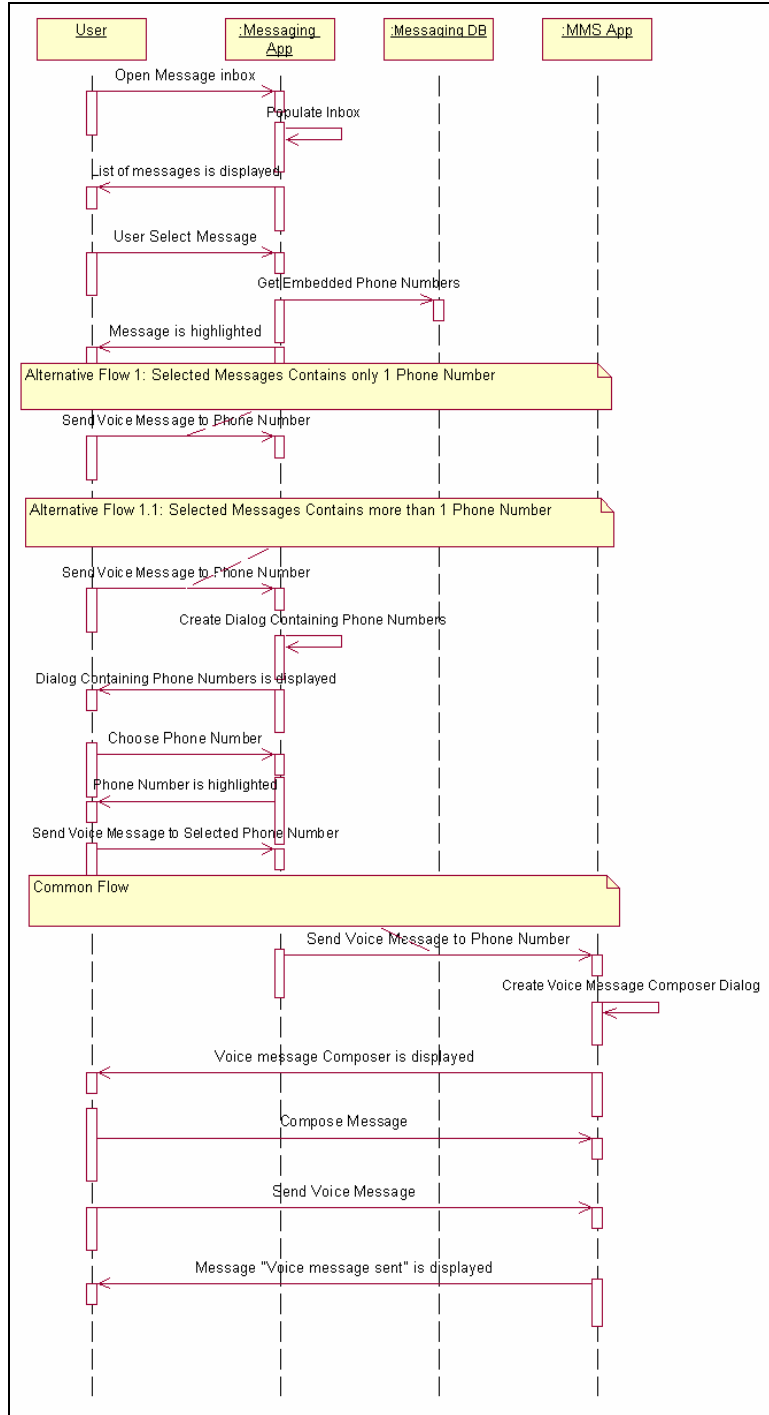 User
:Messaging
App
:Messaging DB
:MMS App
Open Message inbox
Populate Inbox
List of messages is displayed
User Select Message
Get Embedded Phone Numbers
Message is highlighted
Alternative Flow 1: Selected Messages Contains only 1 Phone Number
Send Voice Message to Phone Number
Alternative Flow 1.1: Selected Messages Contains more than 1 Phone Number
Send Voice Message to Phone Number
Create Dialog Containing Phone Numbers
Dialog Containing Phone Numbers is displayed
Choose Phone Number
Phone Number is highlighted
Send Voice Message to Selected Phone Number
Common Flow
Send Voice Message to Phone Number
Create Voice Message Composer Dialog
Voice message Composer is displayed
Compose Message
Send Voice Message
Message "Voice message sent" is displayed